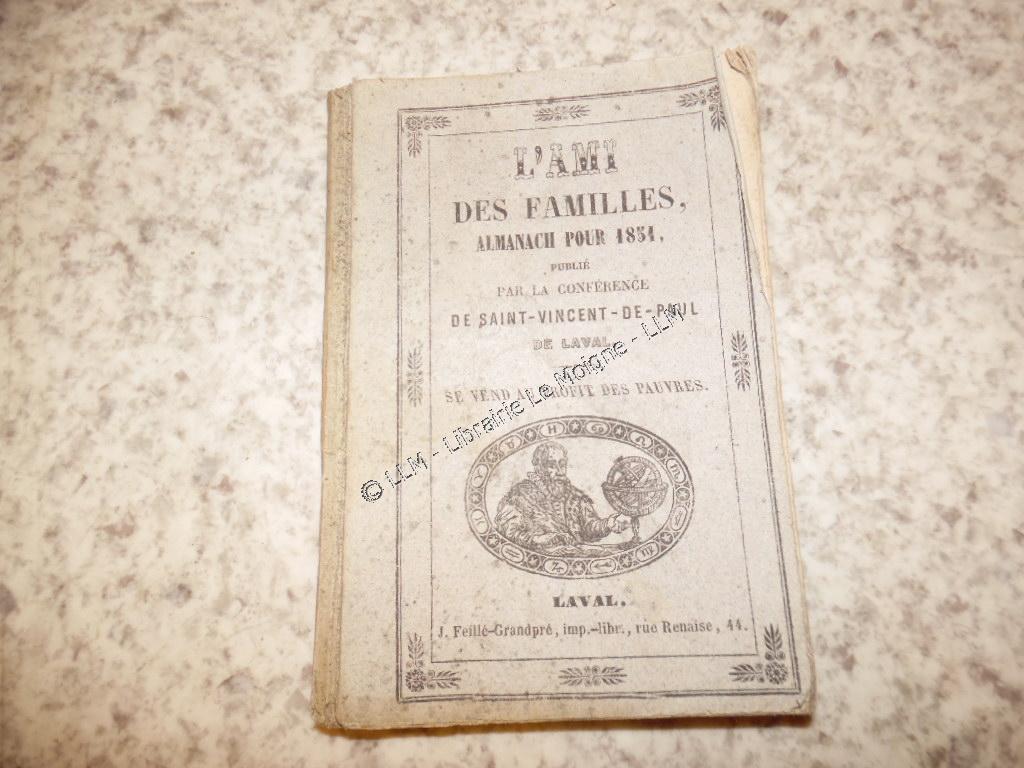 L'AMI
DES FAMILLES,
ALMANACH POUR 1851,
PUBLIÉ
PAR LA CONFÉRENCE
DE SAINT-VINCENT-DE-PAUL
DE LAVAL
SE VEND AU PROFIT DES PAUVRES.
© LLM - Librairie Le Moigne - LLM
LAVAL.
J. Feillé-Grandpré, imp.-libr., rue Renaise, 44.